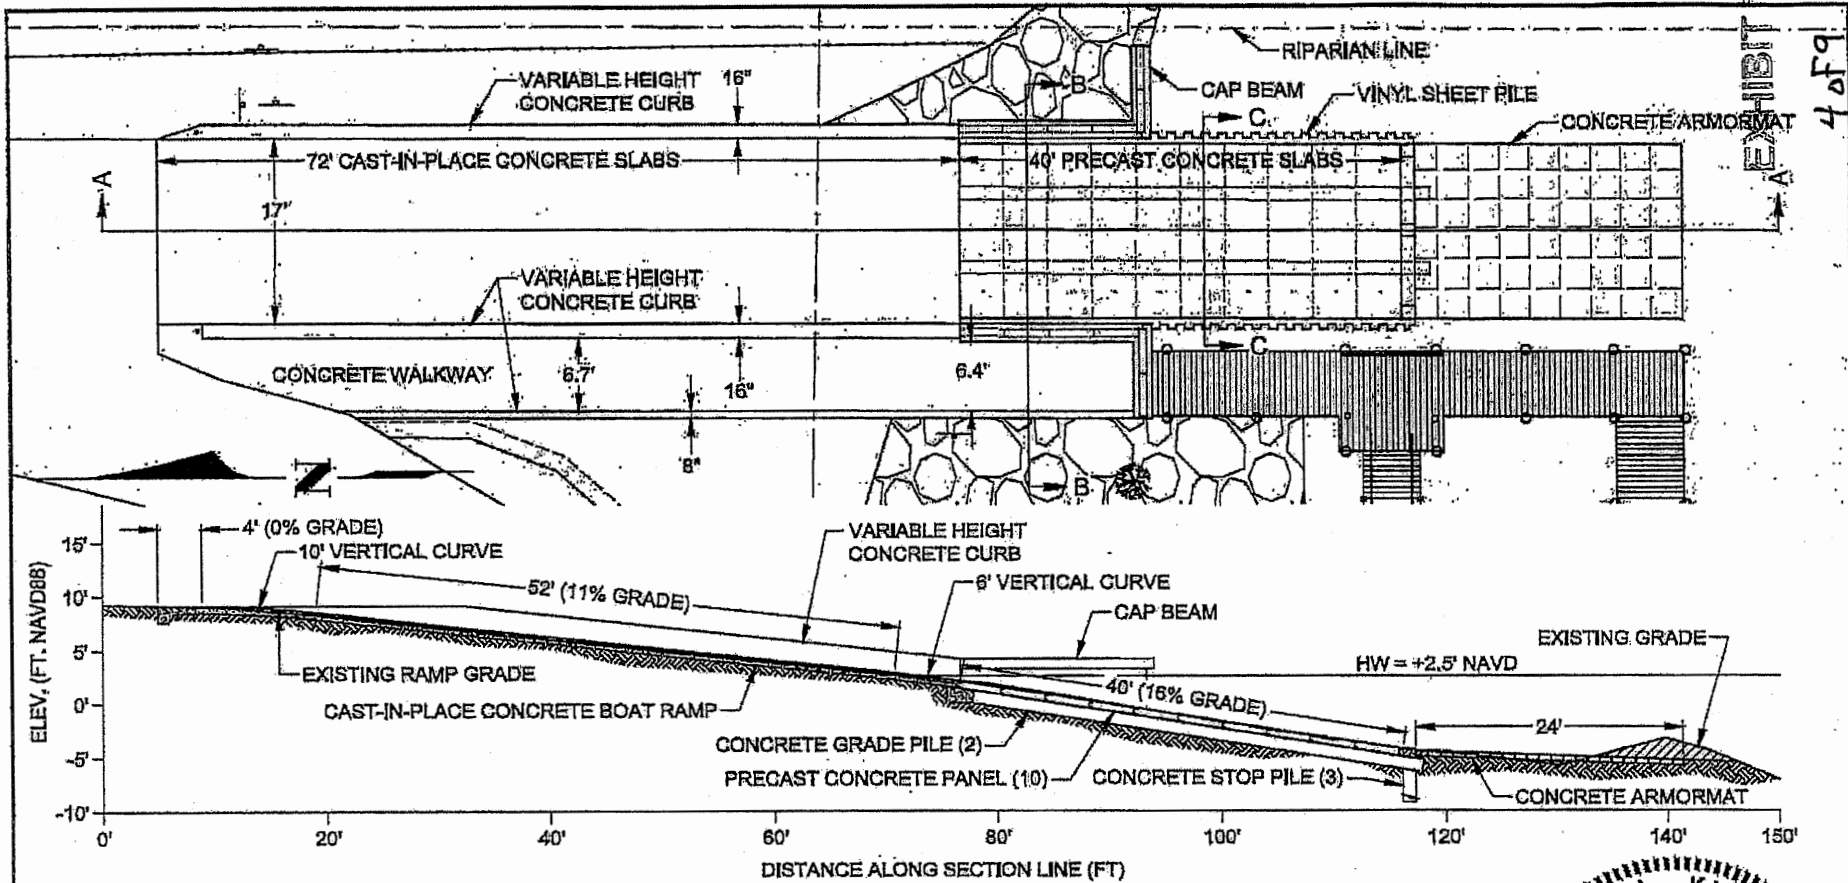 RIPARIAN LINE
EXHIBIT
4 OF 9
VARIABLE HEIGHT
CONCRETE CURB
16"
B
CAP BEAM
VINYL SHEET PILE
C
CONCRETE ARMORMAT
72' CAST-IN-PLACE CONCRETE SLABS
40' PRECAST CONCRETE SLABS
A
A
17'
VARIABLE HEIGHT
CONCRETE CURB
C
CONCRETE WALKWAY
6.7'
16"
6.4'
8"
B
4' (0% GRADE)
10' VERTICAL CURVE
VARIABLE HEIGHT
CONCRETE CURB
52' (11% GRADE)
6' VERTICAL CURVE
CAP BEAM
EXISTING GRADE
HW = +2.5' NAVD
EXISTING RAMP GRADE
40' (16% GRADE)
CAST-IN-PLACE CONCRETE BOAT RAMP
24'
CONCRETE GRADE PILE (2)
PRECAST CONCRETE PANEL (10)
CONCRETE STOP PILE (3)
CONCRETE ARMORMAT
ELEV. (FT. NAVD88)
15'
10'
5'
0'
-5'
-10'
0'
20'
40'
60'
80'
100'
120'
140'
150'
DISTANCE ALONG SECTION LINE (FT)